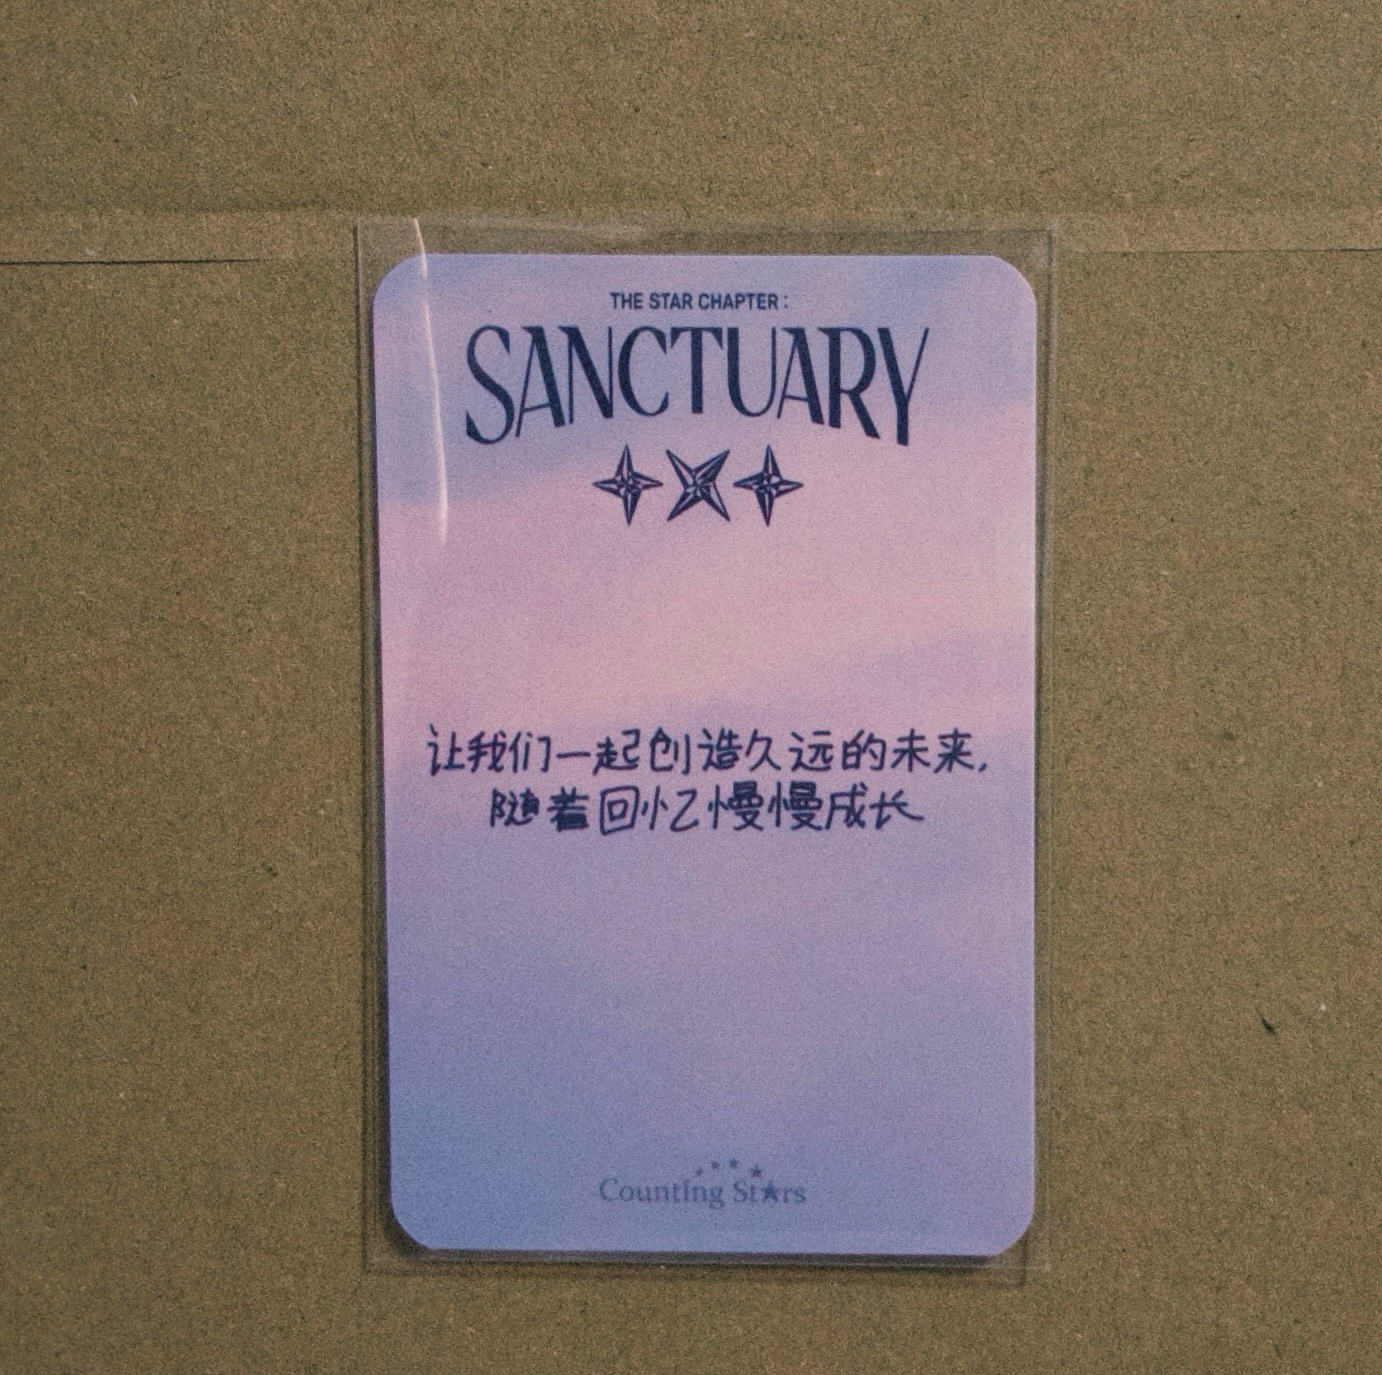 THE STAR CHAPTER :
SANCTUARY
让我们一起创造久远的未来,
随着回忆慢慢成长
Counting Stars